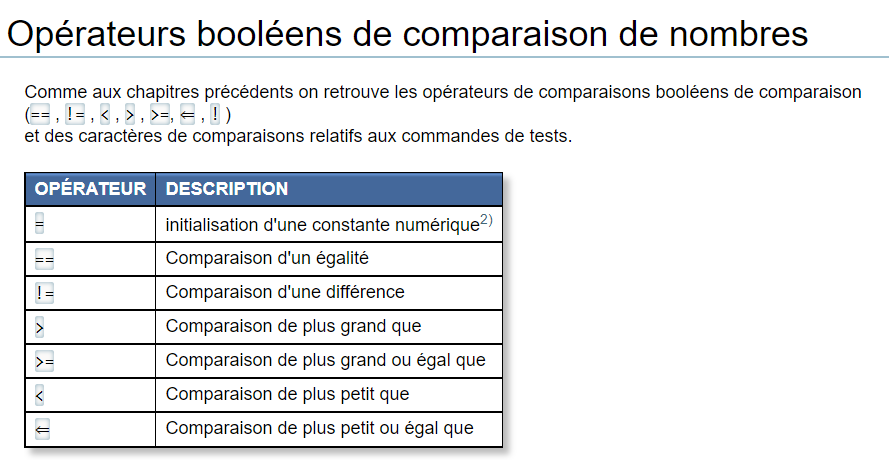 Opérateurs booléens de comparaison de nombres
Comme aux chapitres précédents on retrouve les opérateurs de comparaisons booléens de comparaison
(== , != , < , > , >=, ⇐ , ! )
et des caractères de comparaisons relatifs aux commandes de tests.
OPÉRATEUR DESCRIPTION
= initialisation d'une constante numérique2)
== Comparaison d'un égalité
!= Comparaison d'une différence
> Comparaison de plus grand que
>= Comparaison de plus grand ou égal que
< Comparaison de plus petit que
⇐ Comparaison de plus petit ou égal que